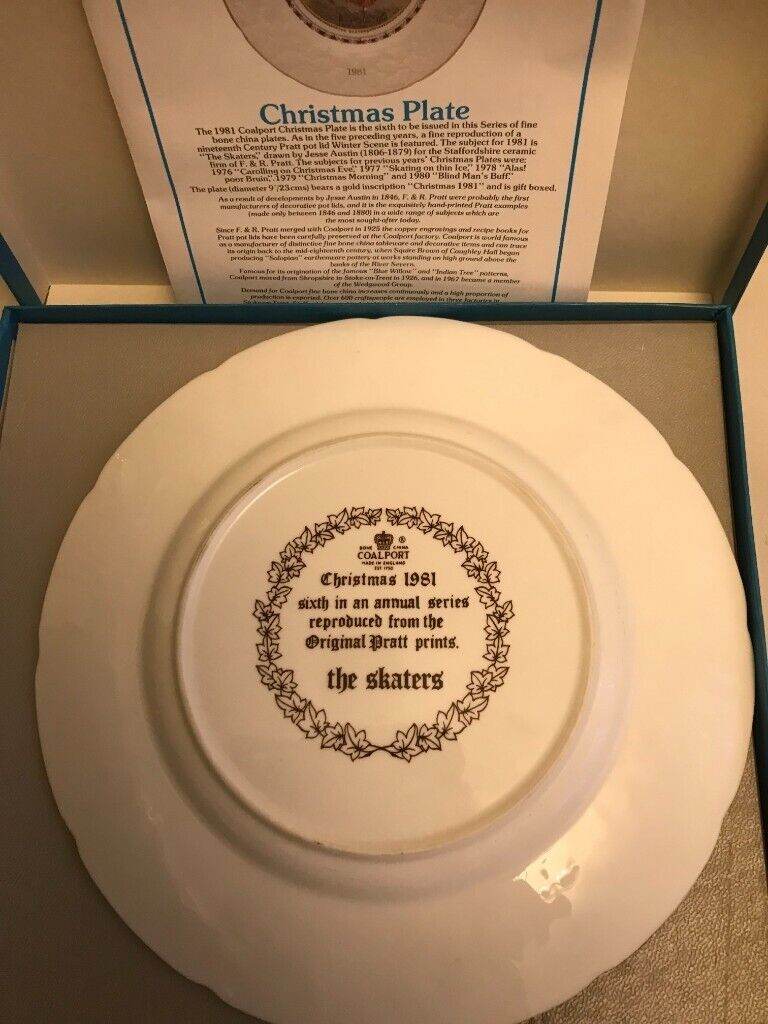 1981
Christmas Plate
The 1981 Coalport Christmas Plate is the sixth to be issued in this Series of fine
bone china plates. As in the five preceding years, a fine reproduction of a
nineteenth Century Pratt pot lid Winter Scene is featured. The subject for 1981 is
"The Skaters," drawn by Jesse Austin (1806-1879) for the Staffordshire ceramic
firm of F. & R. Pratt. The subjects for previous years' Christmas Plates were:
1976 "Carolling on Christmas Eve," 1977 "Skating on thin Ice," 1978 "Alas!
poor Bruin," 1979 "Christmas Morning" and 1980 "Blind Man's Buff."
The plate (diameter 9"/23cms) bears a gold inscription "Christmas 1981" and is gift boxed.
As a result of developments by Jesse Austin in 1846, F. & R. Pratt were probably the first
manufacturers of decorative pot lids, and it is the exquisitely hand-printed Pratt examples
(made only between 1846 and 1880) in a wide range of subjects which are
the most sought-after today.
Since F. & R. Pratt merged with Coalport in 1925 the copper engravings and recipe books for
Pratt pot lids have been carefully preserved at the Coalport factory. Coalport is world famous
as a manufacturer of distinctive fine bone china tableware and decorative items and can trace
its origin back to the mid-eighteenth century, when Squire Brown of Caughley Hall began
producing "Salopian" earthenware pottery at works standing on high ground above the
banks of the River Severn.
Famous for its origination of the famous "Blue Willow" and "Indian Tree" patterns,
Coalport moved from Shropshire to Stoke-on-Trent in 1926, and in 1967 became a member
of the Wedgwood Group.
Demand for Coalport fine bone china increases continuously and a high proportion of
production is exported. Over 600 craftspeople are employed in three factories in
BONE CHINA ®
COALPORT
MADE IN ENGLAND
EST 1750
Christmas 1981
sixth in an annual series
reproduced from the
Original Pratt prints.
the skaters